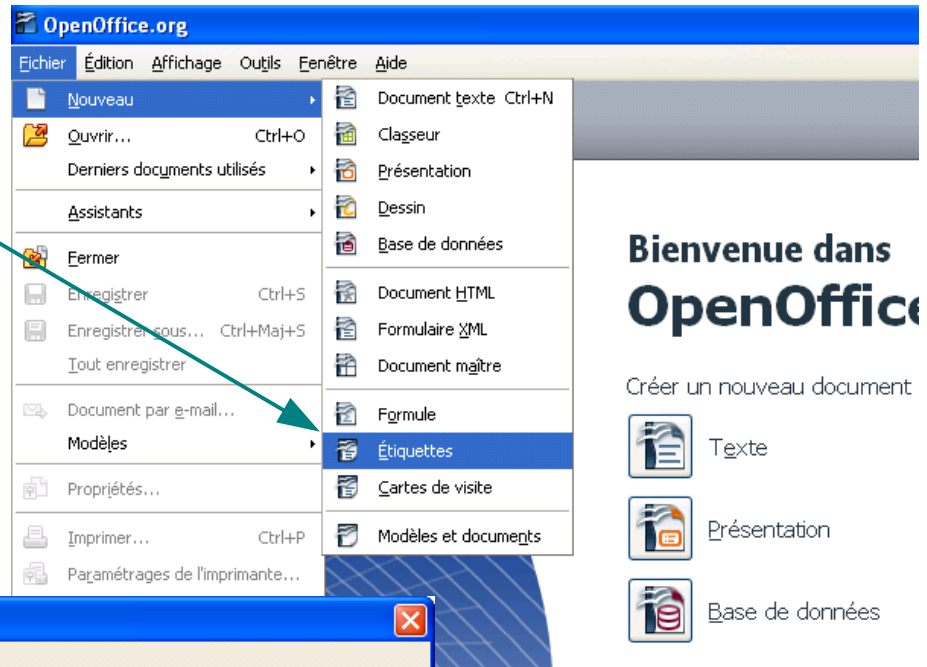 OpenOffice.org
Fichier Édition Affichage Outils Fenêtre Aide
Nouveau
Ouvrir... Ctrl+O
Derniers documents utilisés
Assistants
Fermer
Enregistrer Ctrl+S
Enregistrer sous... Ctrl+Maj+S
Tout enregistrer
Document par e-mail...
Modèles
Propriétés...
Imprimer... Ctrl+P
Paramétrages de l'imprimante...
Document texte Ctrl+N
Classeur
Présentation
Dessin
Base de données
Document HTML
Formulaire XML
Document maître
Formule
Étiquettes
Cartes de visite
Modèles et documents
Bienvenue dans
OpenOffice
Créer un nouveau document
Texte
Présentation
Base de données